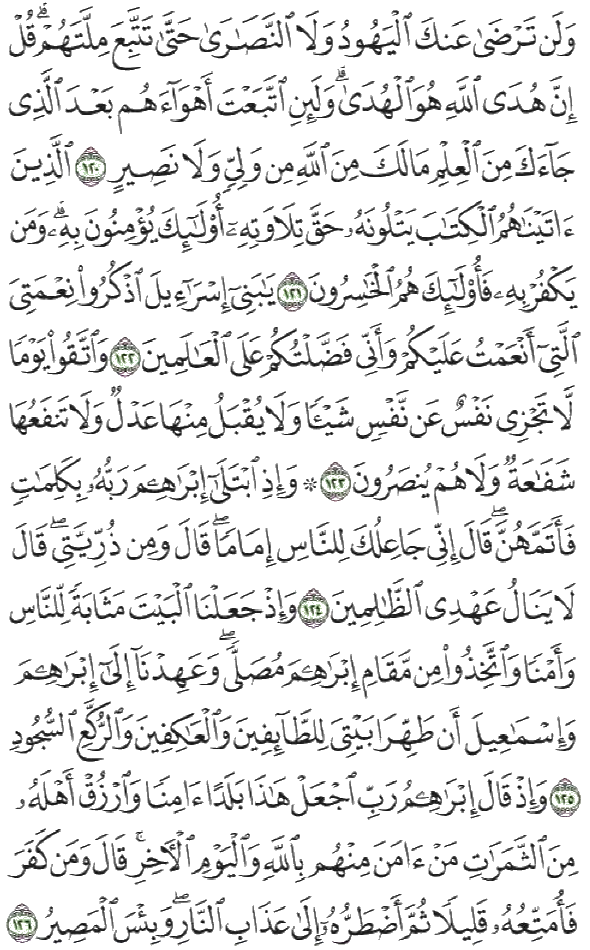 وَلَن تَرْضَىٰ عَنكَ ٱلْيَهُودُ وَلَا ٱلنَّصَٰرَىٰ حَتَّىٰ تَتَّبِعَ مِلَّتَهُمْ ۗ قُلْ
إِنَّ هُدَى ٱللَّهِ هُوَ ٱلْهُدَىٰ ۗ وَلَئِنِ ٱتَّبَعْتَ أَهْوَآءَهُم بَعْدَ ٱلَّذِى
جَآءَكَ مِنَ ٱلْعِلْمِ مَا لَكَ مِنَ ٱللَّهِ مِن وَلِىٍّ وَلَا نَصِيرٍ ١٢٠ ٱلَّذِينَ
ءَاتَيْنَٰهُمُ ٱلْكِتَٰبَ يَتْلُونَهُۥ حَقَّ تِلَاوَتِهِۦٓ أُو۟لَٰٓئِكَ يُؤْمِنُونَ بِهِۦ ۗ وَمَن
يَكْفُرْ بِهِۦ فَأُو۟لَٰٓئِكَ هُمُ ٱلْخَٰسِرُونَ ١٢١ يَٰبَنِىٓ إِسْرَٰٓءِيلَ ٱذْكُرُوا۟ نِعْمَتِىَ
ٱلَّتِىٓ أَنْعَمْتُ عَلَيْكُمْ وَأَنِّى فَضَّلْتُكُمْ عَلَى ٱلْعَٰلَمِينَ ١٢٢ وَٱتَّقُوا۟ يَوْمًا
لَّا تَجْزِى نَفْسٌ عَن نَّفْسٍ شَيْـًٔا وَلَا يُقْبَلُ مِنْهَا عَدْلٌ وَلَا تَنفَعُهَا
شَفَٰعَةٌ وَلَا هُمْ يُنصَرُونَ ١٢٣ ۞ وَإِذِ ٱبْتَلَىٰٓ إِبْرَٰهِـۧمَ رَبُّهُۥ بِكَلِمَٰتٍ
فَأَتَمَّهُنَّ ۖ قَالَ إِنِّى جَاعِلُكَ لِلنَّاسِ إِمَامًا ۖ قَالَ وَمِن ذُرِّيَّتِى ۖ قَالَ
لَا يَنَالُ عَهْدِى ٱلظَّٰلِمِينَ ١٢٤ وَإِذْ جَعَلْنَا ٱلْبَيْتَ مَثَابَةً لِّلنَّاسِ
وَأَمْنًا وَٱتَّخِذُوا۟ مِن مَّقَامِ إِبْرَٰهِـۧمَ مُصَلًّى ۖ وَعَهِدْنَآ إِلَىٰٓ إِبْرَٰهِـۧمَ
وَإِسْمَٰعِيلَ أَن طَهِّرَا بَيْتِىَ لِلطَّآئِفِينَ وَٱلْعَٰكِفِينَ وَٱلرُّكَّعِ ٱلسُّجُودِ
١٢٥ وَإِذْ قَالَ إِبْرَٰهِـۧمُ رَبِّ ٱجْعَلْ هَٰذَا بَلَدًا ءَامِنًا وَٱرْزُقْ أَهْلَهُۥ
مِنَ ٱلثَّمَرَٰتِ مَنْ ءَامَنَ مِنْهُم بِٱللَّهِ وَٱلْيَوْمِ ٱلْءَاخِرِ ۖ قَالَ وَمَن كَفَرَ
فَأُمَتِّعُهُۥ قَلِيلًا ثُمَّ أَضْطَرُّهُۥٓ إِلَىٰ عَذَابِ ٱلنَّارِ ۖ وَبِئْسَ ٱلْمَصِيرُ ١٢٦